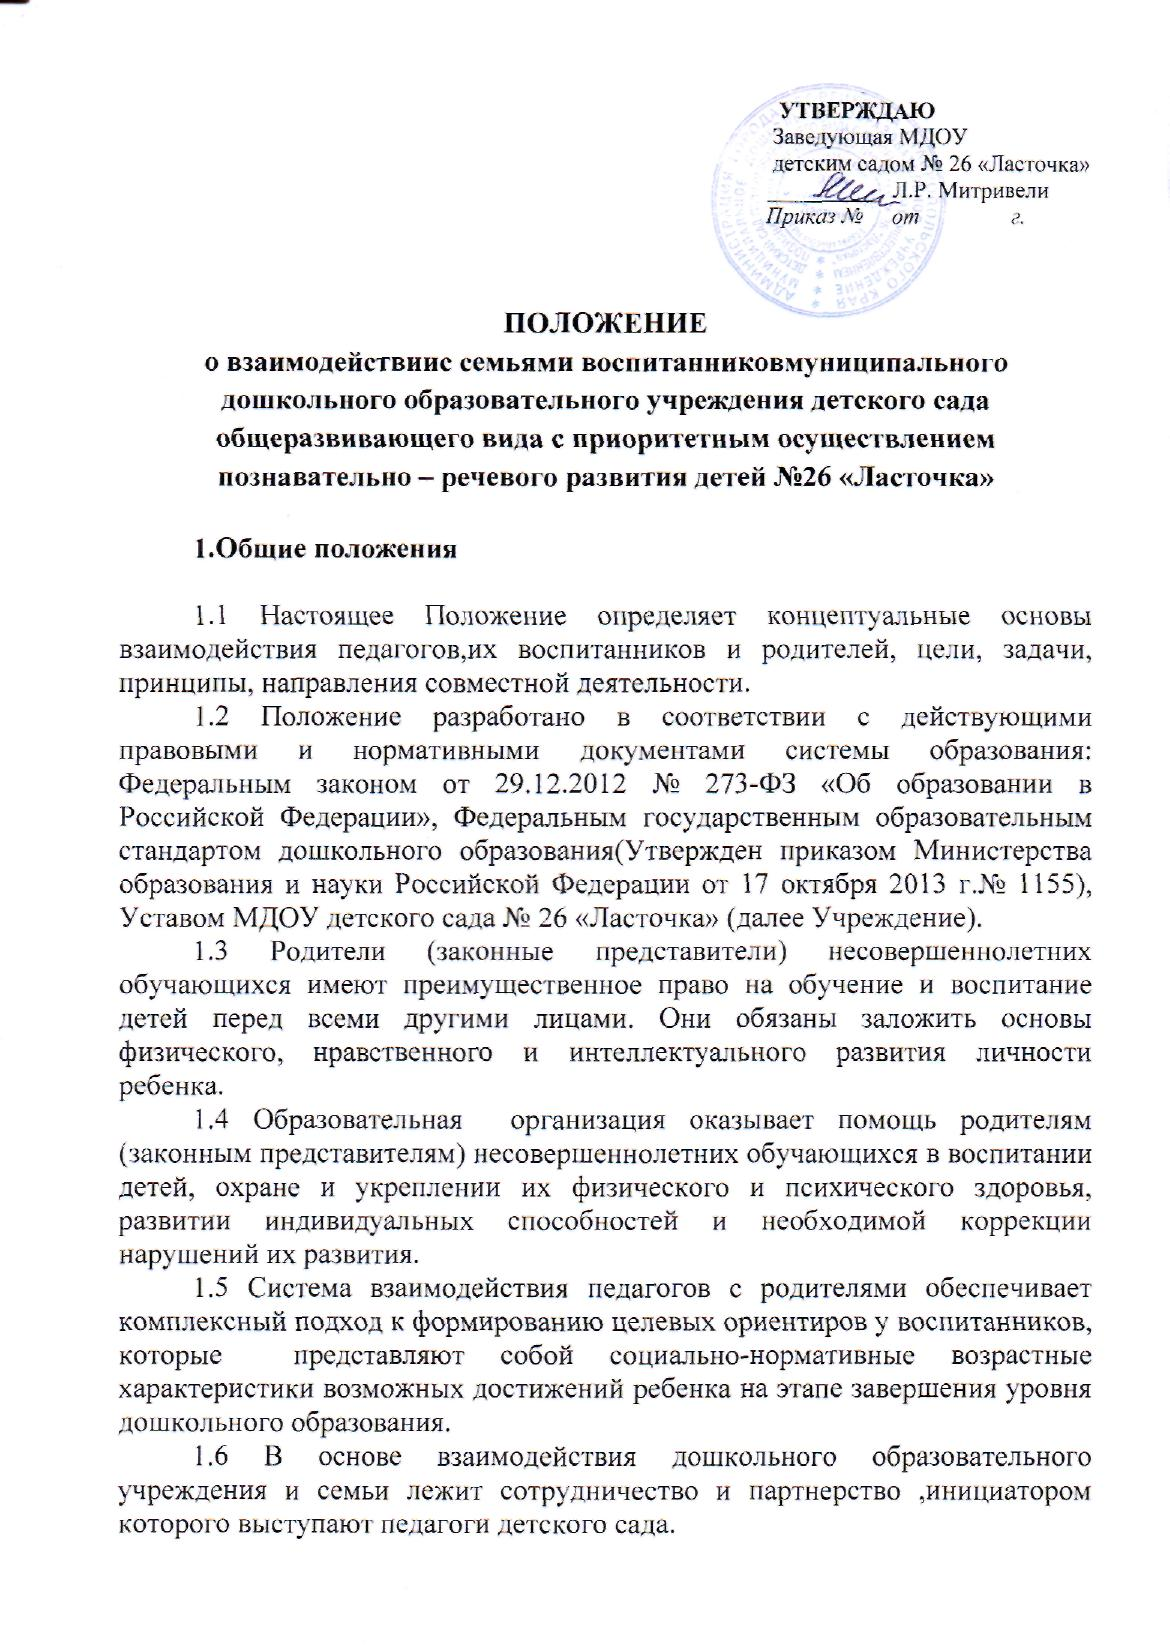 УТВЕРЖДАЮ
Заведующая МДОУ
детским садом № 26 «Ласточка»
Л.Р. Митривели
Приказ № от г.
ПОЛОЖЕНИЕ
о взаимодействиис семьями воспитанниковмуниципального
дошкольного образовательного учреждения детского сада
общеразвивающего вида с приоритетным осуществлением
познавательно – речевого развития детей №26 «Ласточка»
1.Общие положения
1.1 Настоящее Положение определяет концептуальные основы
взаимодействия педагогов,их воспитанников и родителей, цели, задачи,
принципы, направления совместной деятельности.
1.2 Положение разработано в соответствии с действующими
правовыми и нормативными документами системы образования:
Федеральным законом от 29.12.2012 № 273-ФЗ «Об образовании в
Российской Федерации», Федеральным государственным образовательным
стандартом дошкольного образования(Утвержден приказом Министерства
образования и науки Российской Федерации от 17 октября 2013 г.№ 1155),
Уставом МДОУ детского сада № 26 «Ласточка» (далее Учреждение).
1.3 Родители (законные представители) несовершеннолетних
обучающихся имеют преимущественное право на обучение и воспитание
детей перед всеми другими лицами. Они обязаны заложить основы
физического, нравственного и интеллектуального развития личности
ребенка.
1.4 Образовательная организация оказывает помощь родителям
(законным представителям) несовершеннолетних обучающихся в воспитании
детей, охране и укреплении их физического и психического здоровья,
развитии индивидуальных способностей и необходимой коррекции
нарушений их развития.
1.5 Система взаимодействия педагогов с родителями обеспечивает
комплексный подход к формированию целевых ориентиров у воспитанников,
которые представляют собой социально-нормативные возрастные
характеристики возможных достижений ребенка на этапе завершения уровня
дошкольного образования.
1.6 В основе взаимодействия дошкольного образовательного
учреждения и семьи лежит сотрудничество и партнерство ,инициатором
которого выступают педагоги детского сада.